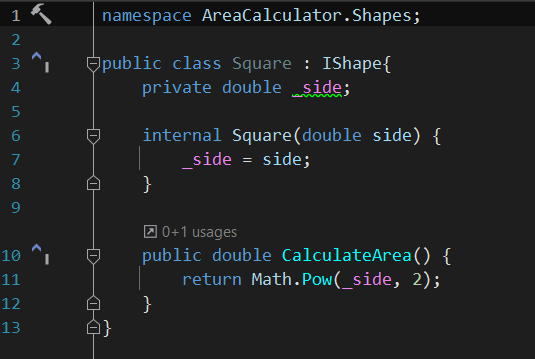 1 namespace AreaCalculator.Shapes;
2
3 public class Square : IShape{
4     private double _side;
5
6     internal Square(double side) {
7         _side = side;
8     }
9
0+1 usages
10     public double CalculateArea() {
11         return Math.Pow(_side, 2);
12     }
13 }